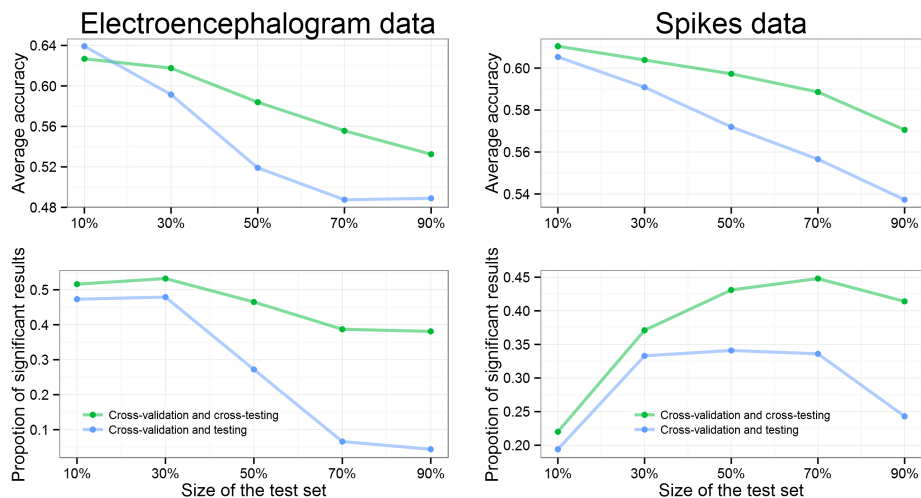 Electroencephalogram data
Average accuracy
0.64
0.60
0.56
0.52
0.48
10% 30% 50% 70% 90%
Propotion of significant results
0.5
0.4
0.3
0.2
0.1
Cross-validation and cross-testing
Cross-validation and testing
10% 30% 50% 70% 90%
Size of the test set
Spikes data
Average accuracy
0.60
0.58
0.56
0.54
10% 30% 50% 70% 90%
Propotion of significant results
0.45
0.40
0.35
0.30
0.25
0.20
Cross-validation and cross-testing
Cross-validation and testing
10% 30% 50% 70% 90%
Size of the test set